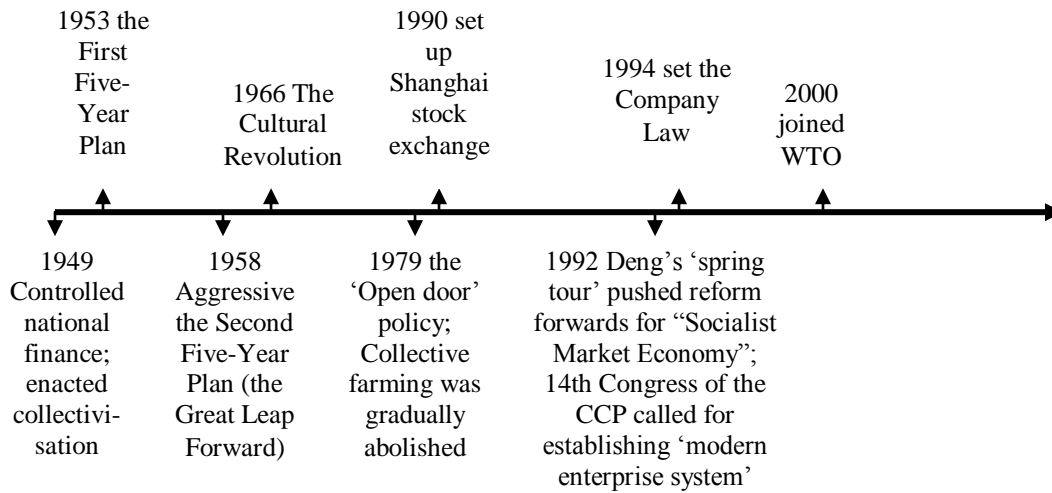 1953 the
First
Five-
Year
Plan
1966 The
Cultural
Revolution
1990 set
up
Shanghai
stock
exchange
1994 set the
Company
Law
2000
joined
WTO
1949
Controlled
national
finance;
enacted
collectivi-
sation
1958
Aggressive
the Second
Five-Year
Plan (the
Great Leap
Forward)
1979 the
‘Open door’
policy;
Collective
farming was
gradually
abolished
1992 Deng’s ‘spring
tour’ pushed reform
forwards for “Socialist
Market Economy”;
14th Congress of the
CCP called for
establishing ‘modern
enterprise system’